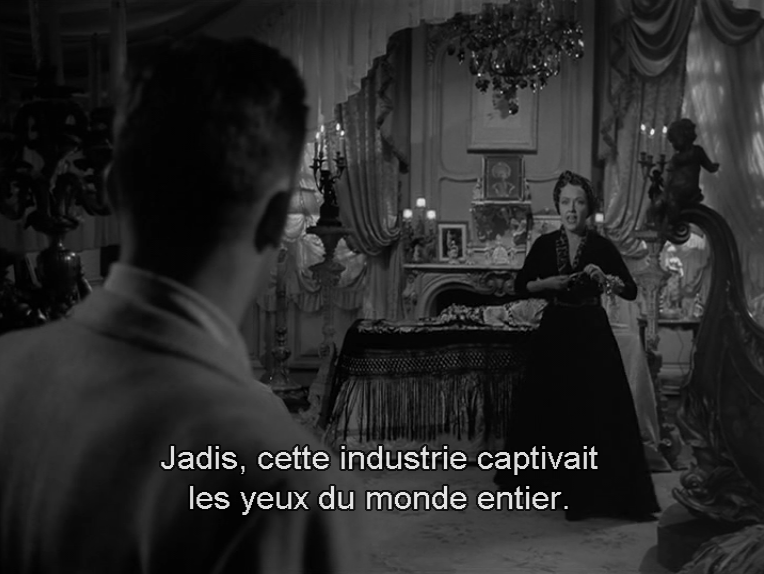 Jadis, cette industrie captivait
les yeux du monde entier.